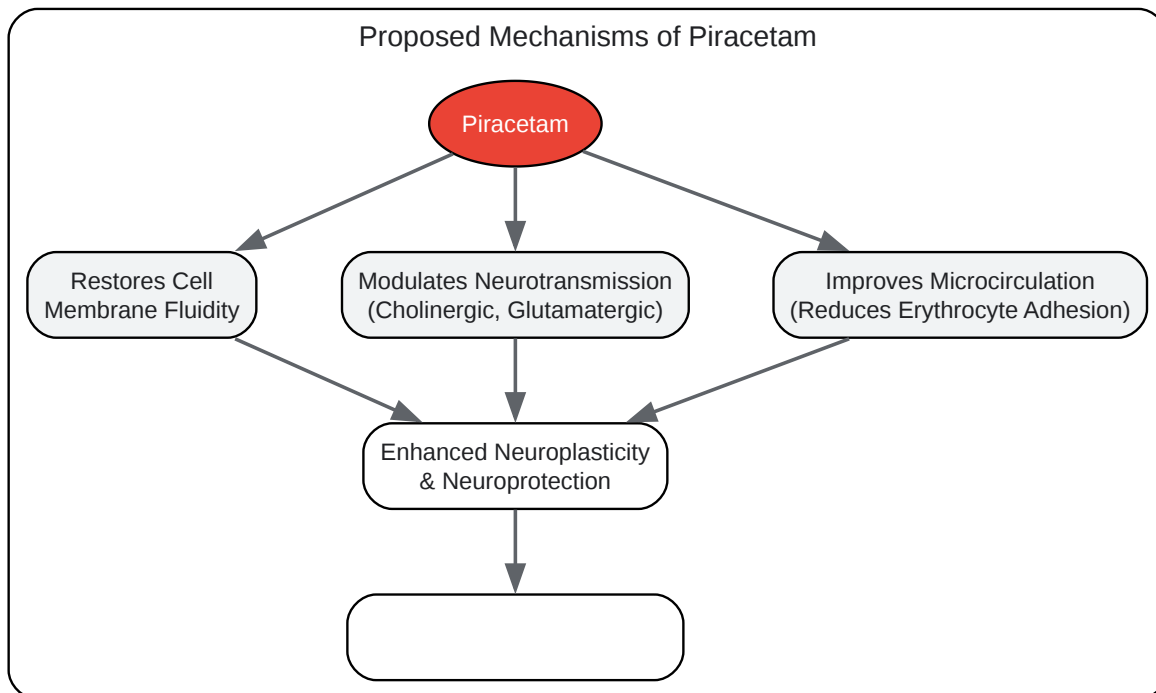 Proposed Mechanisms of Piracetam
Piracetam
Restores Cell
Membrane Fluidity
Modulates Neurotransmission
(Cholinergic, Glutamatergic)
Improves Microcirculation
(Reduces Erythrocyte Adhesion)
Enhanced Neuroplasticity
& Neuroprotection